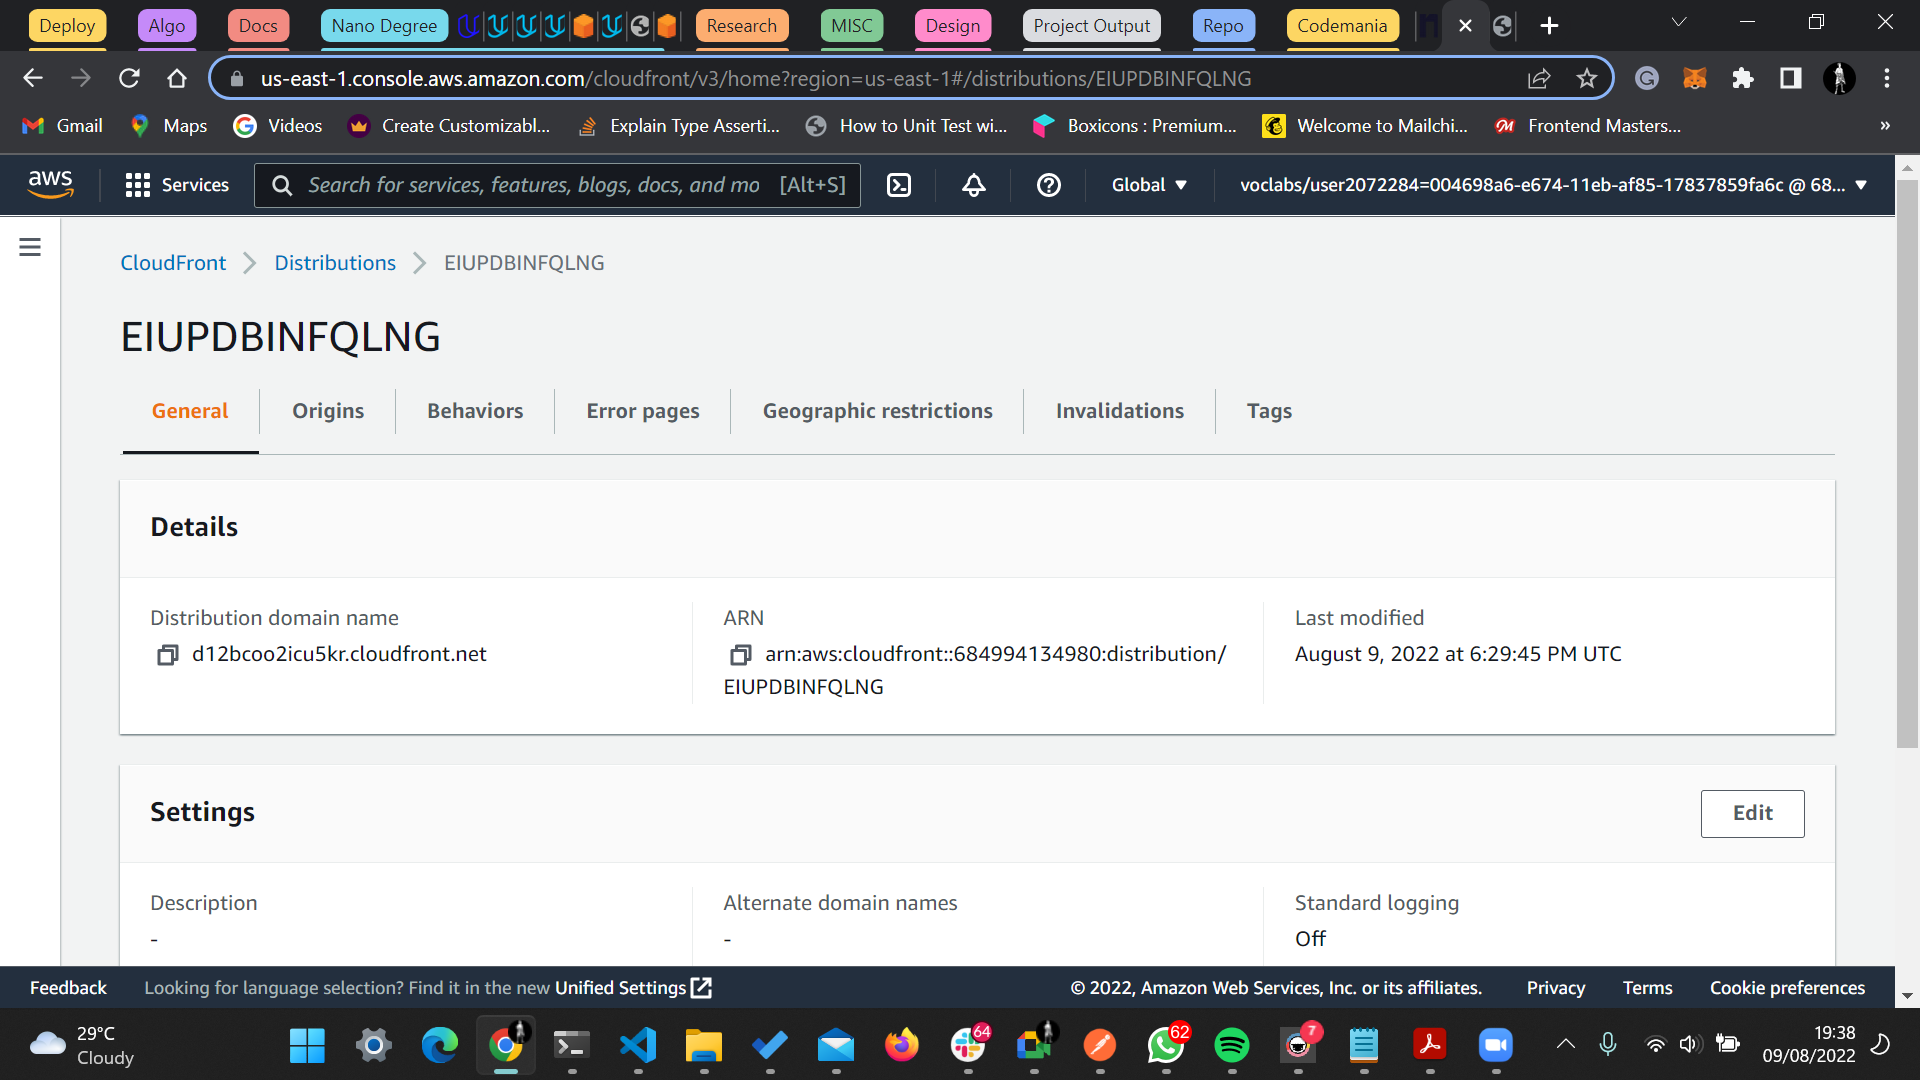 Deploy Algo Docs Nano Degree Research MISC Design Project Output Repo Codemania
us-east-1.console.aws.amazon.com/cloudfront/v3/home?region=us-east-1#/distributions/EIUPDBINFQLNG
Gmail Maps Videos Create Customizabl... Explain Type Asserti... How to Unit Test wi... Boxicons : Premium... Welcome to Mailchi... Frontend Masters... »
aws Services Search for services, features, blogs, docs, and mo [Alt+S] Global voclabs/user2072284=004698a6-e674-11eb-af85-17837859fa6c @ 68...
CloudFront Distributions EIUPDBINFQLNG
EIUPDBINFQLNG
General Origins Behaviors Error pages Geographic restrictions Invalidations Tags
Details
Distribution domain name
d12bcoo2icu5kr.cloudfront.net
ARN
arn:aws:cloudfront::684994134980:distribution/
EIUPDBINFQLNG
Last modified
August 9, 2022 at 6:29:45 PM UTC
Settings
Edit
Description
-
Alternate domain names
-
Standard logging
Off
Feedback Looking for language selection? Find it in the new Unified Settings © 2022, Amazon Web Services, Inc. or its affiliates. Privacy Terms Cookie preferences
29°C
Cloudy
64
62
7
19:38
09/08/2022